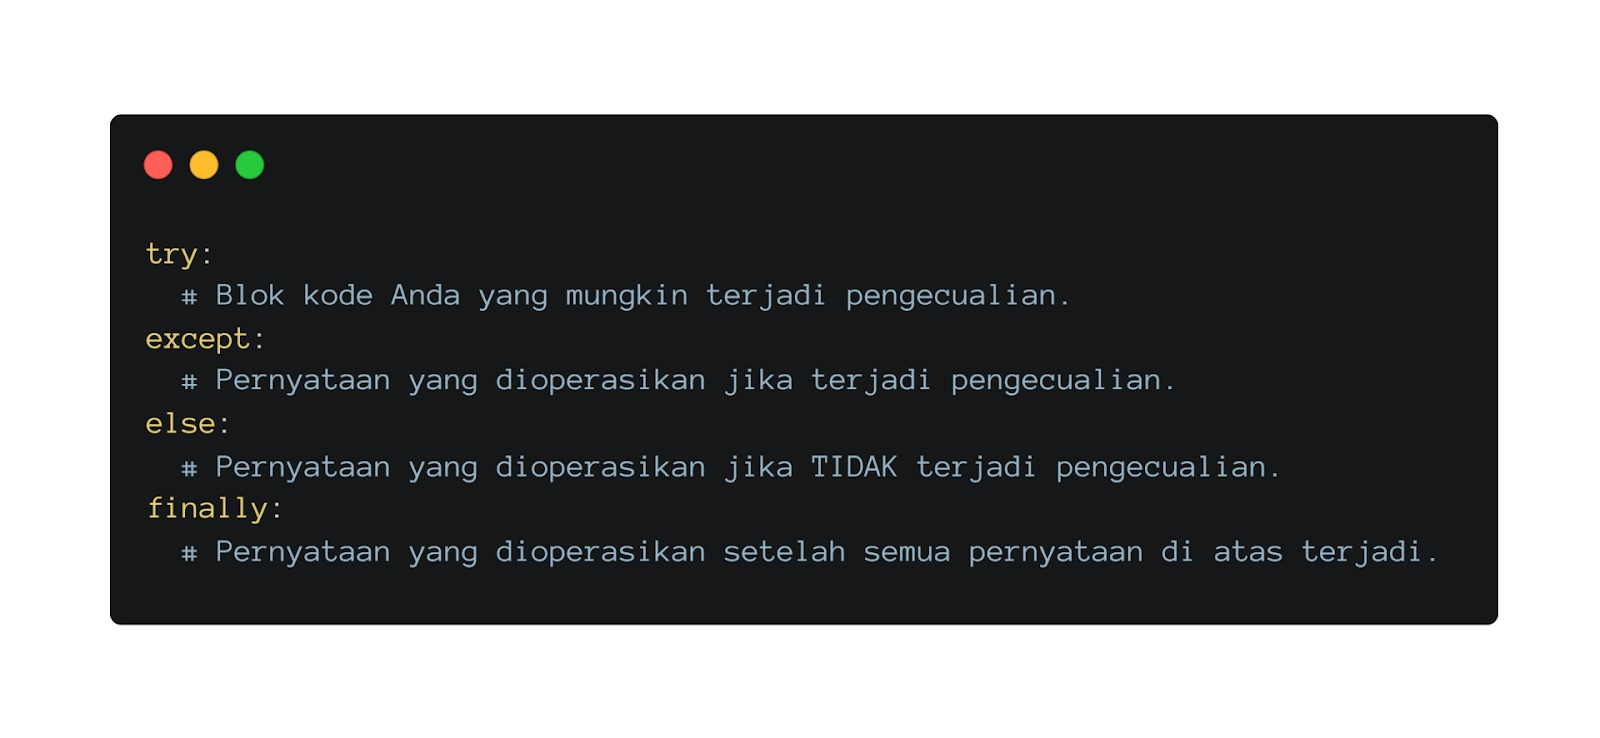 try:
  # Blok kode Anda yang mungkin terjadi pengecualian.
except:
  # Pernyataan yang dioperasikan jika terjadi pengecualian.
else:
  # Pernyataan yang dioperasikan jika TIDAK terjadi pengecualian.
finally:
  # Pernyataan yang dioperasikan setelah semua pernyataan di atas terjadi.